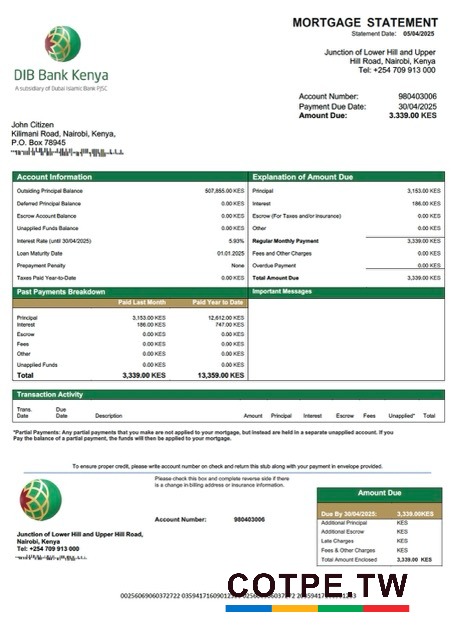 MORTGAGE STATEMENT
Statement Date: 05/04/2025
Junction of Lower Hill and Upper
Hill Road, Nairobi, Kenya
Tel: +254 709 913 000
DIB Bank Kenya
A subsidiary of Dubai Islamic Bank PJSC
Account Number: 980403006
Payment Due Date: 30/04/2025
Amount Due: 3.339.00 KES
John Citizen
Kilimani Road, Nairobi, Kenya,
P.O. Box 78945
Account Information
Outsiding Principal Balance 507,855.00 KES
Deferred Principal Balance 0.00 KES
Escrow Account Balance 0.00 KES
Unapplied Funds Balance 0.00 KES
Interest Rate (until 30/04/2025) 5.93%
Loan Maturity Date 01.01.2025
Prepayment Penalty None
Taxes Paid Year-to-Date 0.00 KES
Explanation of Amount Due
Principal 3,153.00 KES
Interest 186.00 KES
Escrow (For Taxes and/or insurance) 0.00 KES
Other 0.00 KES
Regular Monthly Payment 3,339.00 KES
Fees and Other Charges 0.00 KES
Overdue Payment 0.00 KES
Total Amount Due 3,339.00 KES
Past Payments Breakdown
Paid Last Month Paid Year to Date
Principal 3,153.00 KES 12,612.00 KES
Interest 186.00 KES 747.00 KES
Escrow 0.00 KES 0.00 KES
Fees 0.00 KES 0.00 KES
Other 0.00 KES 0.00 KES
Unapplied Funds 0.00 KES 0.00 KES
Total 3,339.00 KES 13,359.00 KES
Important Messages
Transaction Activity
Trans. Date Due Date Description Amount Principal Interest Escrow Fees Unapplied* Total
*Partial Payments: Any partial payments that you make are not applied to your mortgage, but instead are held in a separate unapplied account. If you
Pay the balance of a partial payment, the funds will then be applied to your mortgage.
To ensure proper credit, please write account number on check and return this stub along with your payment in envelope provided.
Please check this box and complete reverse side if there
is a change in billing address or insurance information.
Account Number: 980403006
Junction of Lower Hill and Upper Hill Road,
Nairobi, Kenya
Tel: +254 709 913 000
Amount Due
Due By 30/04/2025: 3,339.00KES
Additional Principal KES
Additional Escrow KES
Late Charges KES
Fees & Other Charges KES
Total Amount Enclosed 3,339.00 KES
COTPE.TW